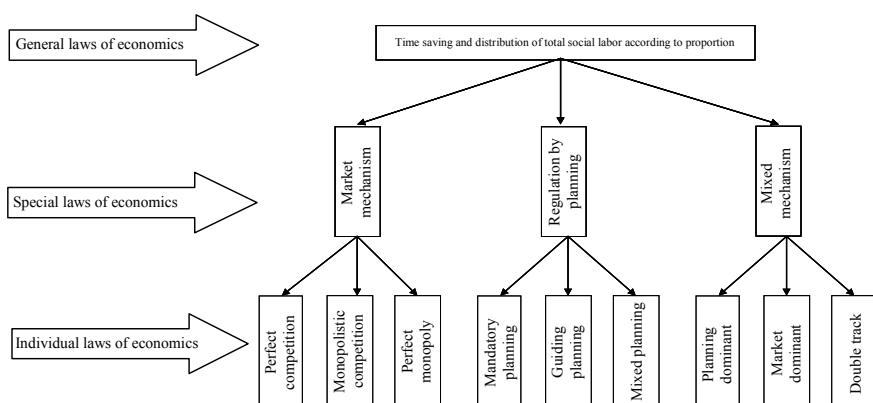 General laws of economics
Time saving and distribution of total social labor according to proportion
Special laws of economics
Market
mechanism
Regulation by
planning
Mixed
mechanism
Individual laws of economics
Perfect
competition
Monopolistic
competition
Perfect
monopoly
Mandatory
planning
Guiding
planning
Mixed planning
Planning
dominant
Market
dominant
Double track